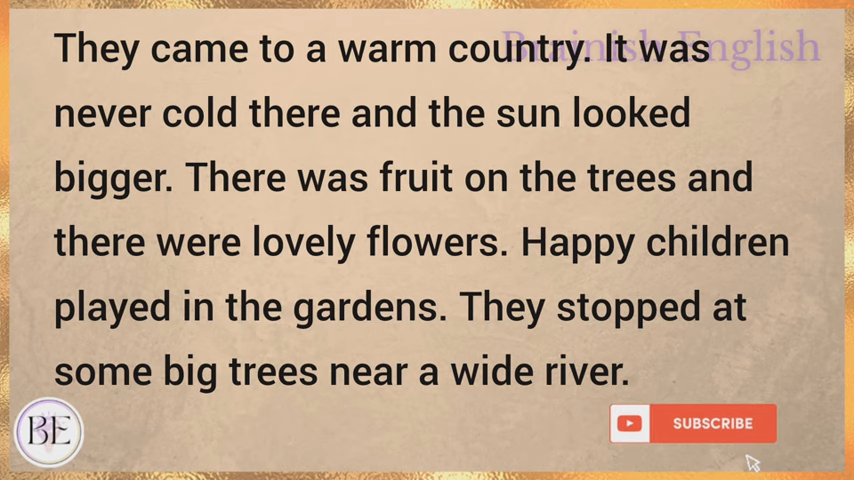 Brainish English
They came to a warm country. It was
never cold there and the sun looked
bigger. There was fruit on the trees and
there were lovely flowers. Happy children
played in the gardens. They stopped at
some big trees near a wide river.
BE
SUBSCRIBE